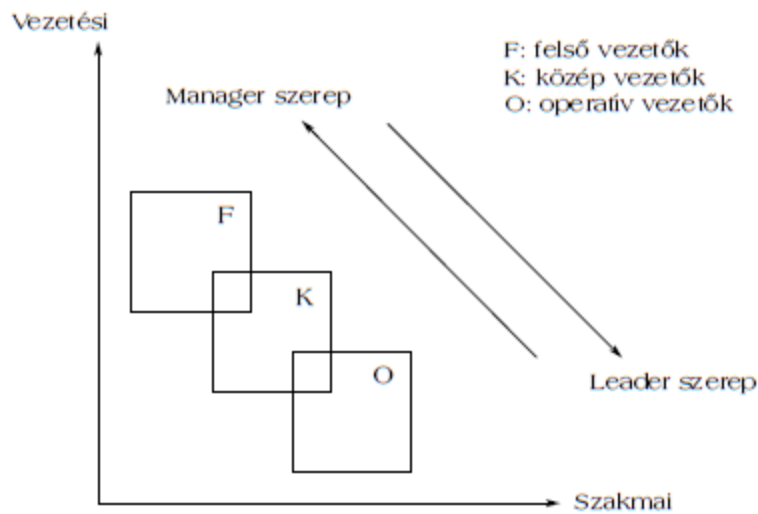 Vezetési
F: felső vezetők
K: közép vezetők
O: operatív vezetők
Manager szerep
F
K
O
Leader szerep
Szakmai